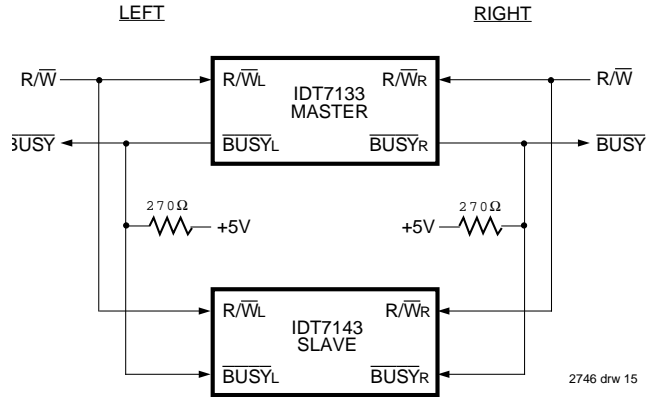 LEFT RIGHT
R/W R/WL IDT7133 MASTER R/WR R/W
BUSY BUSYL BUSYR BUSY
270Ω 270Ω
+5V +5V
R/WL IDT7143 SLAVE R/WR
BUSYL BUSYR
2746 drw 15